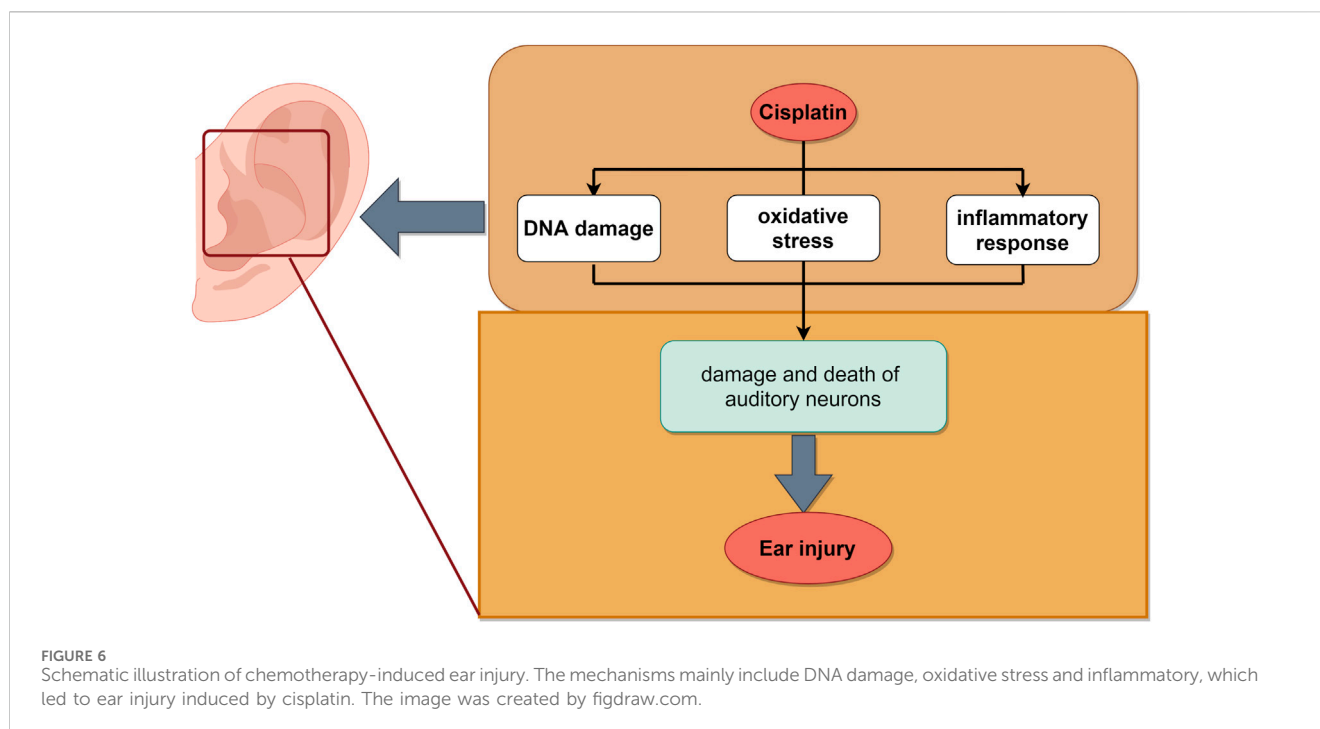 Cisplatin
DNA damage
oxidative
stress
inflammatory
response
damage and death of
auditory neurons
Ear injury
FIGURE 6
Schematic illustration of chemotherapy-induced ear injury. The mechanisms mainly include DNA damage, oxidative stress and inflammatory, which
led to ear injury induced by cisplatin. The image was created by figdraw.com.